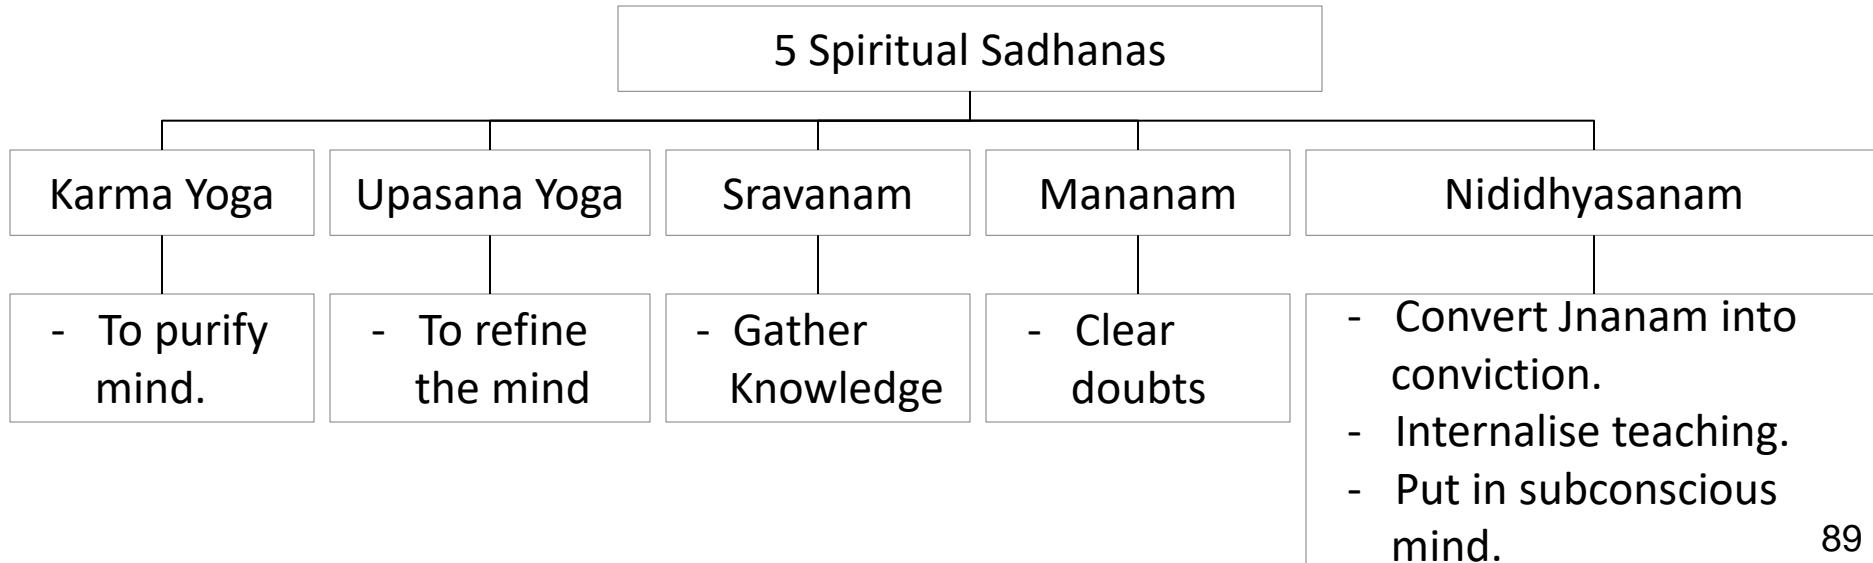 5 Spiritual Sadhanas
Karma Yoga
Upasana Yoga
Sravanam
Mananam
Nididhyasanam
- To purify
mind.
- To refine
the mind
- Gather
Knowledge
- Clear
doubts
- Convert Jnanam into
conviction.
- Internalise teaching.
- Put in subconscious
mind.
89